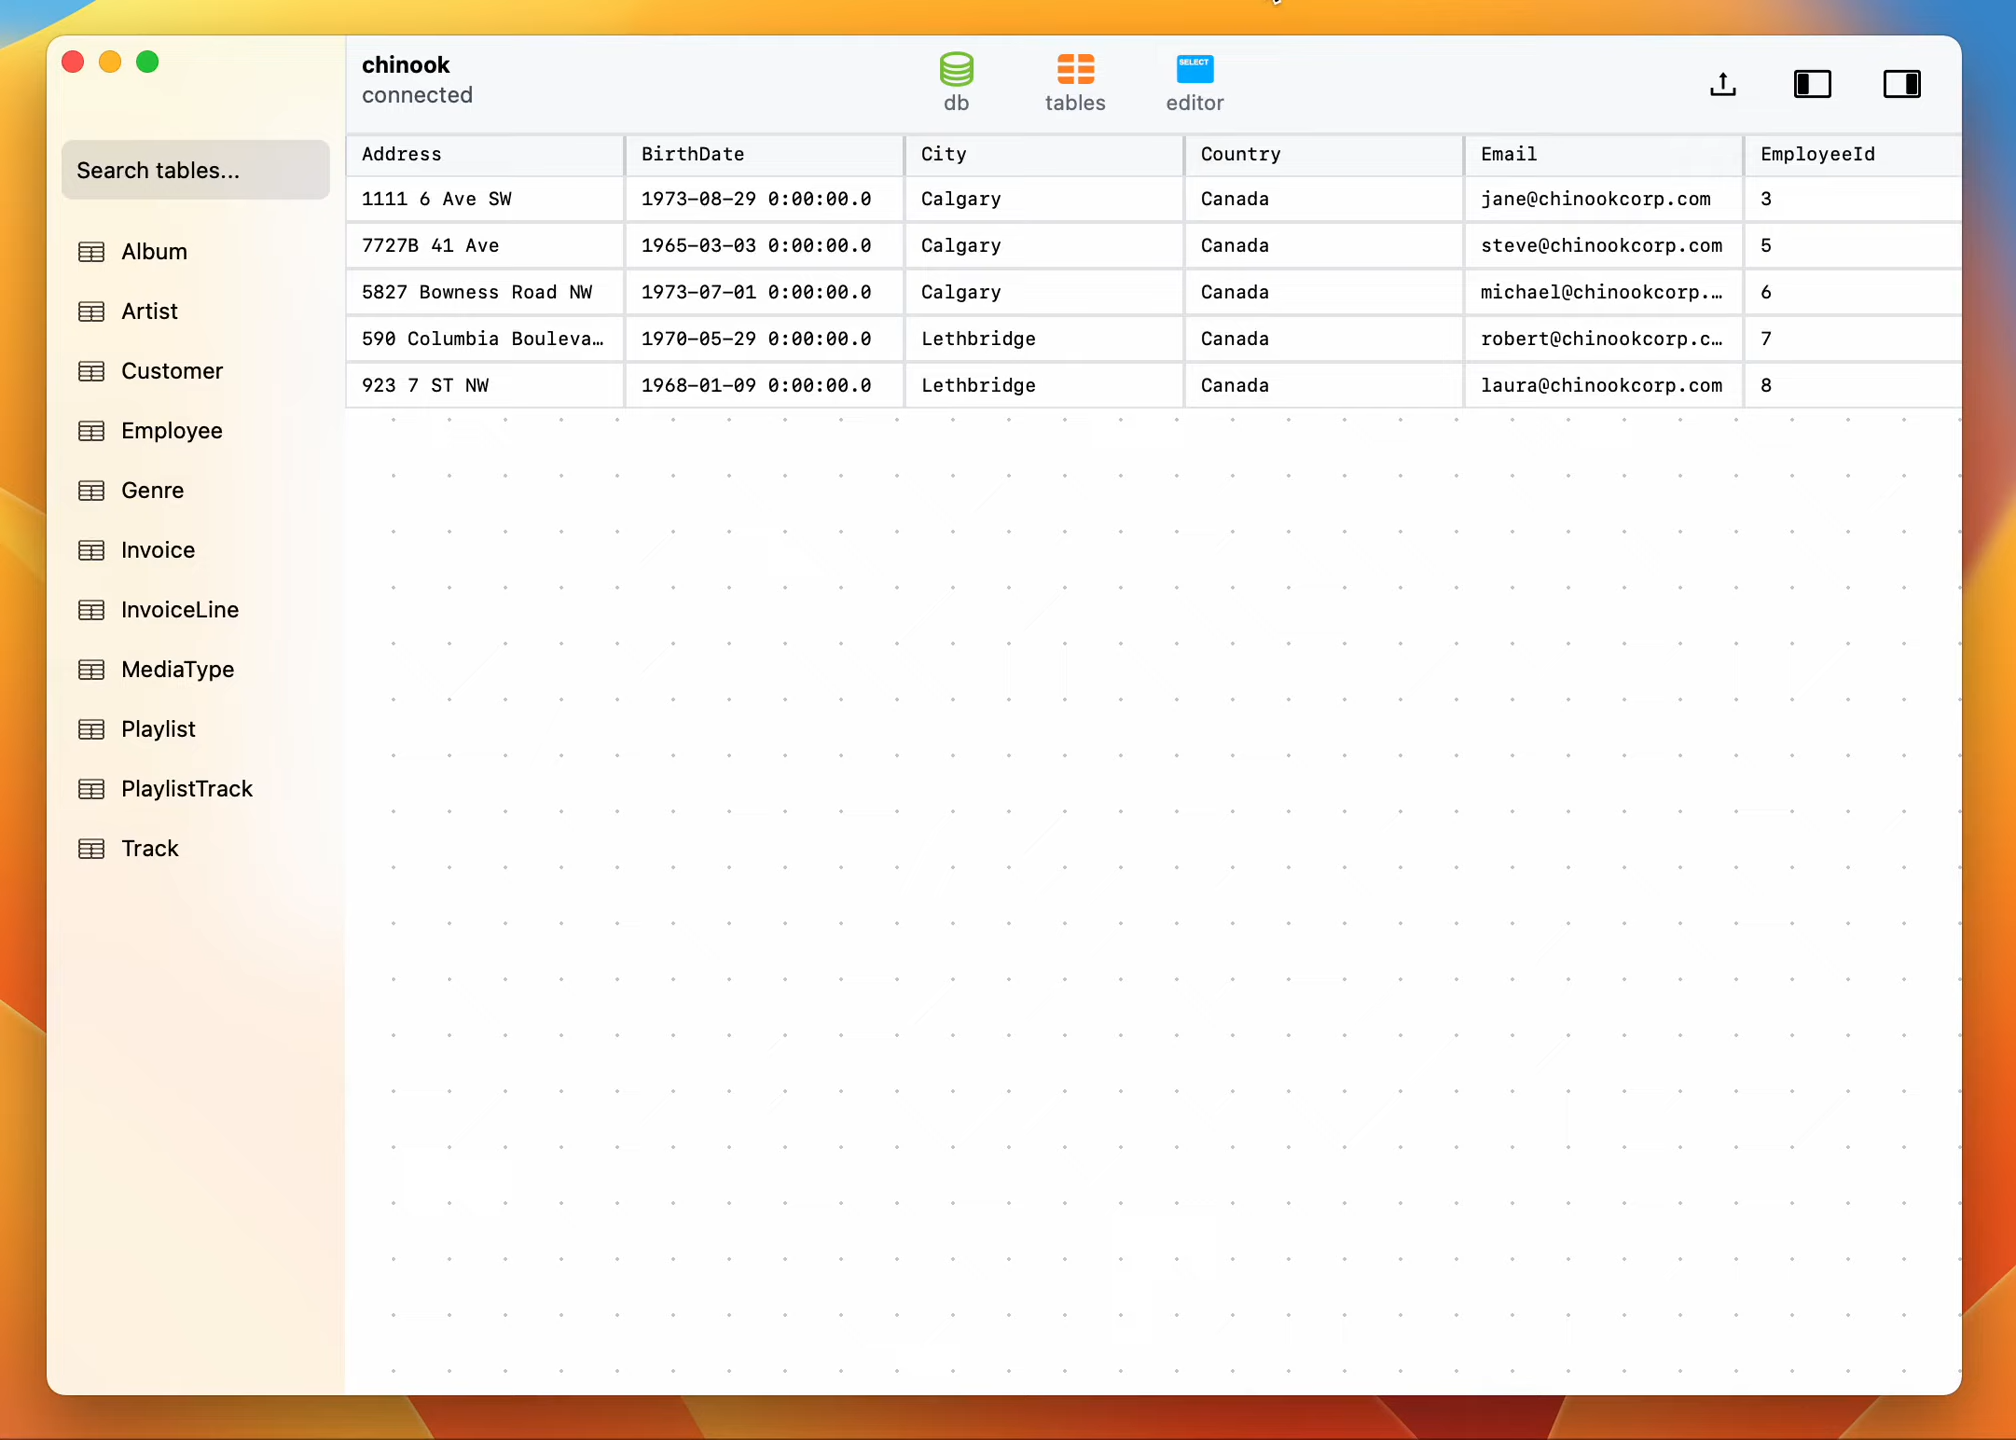 chinook
connected
db
tables
SELECT
editor
Search tables...
Album
Artist
Customer
Employee
Genre
Invoice
InvoiceLine
MediaType
Playlist
PlaylistTrack
Track
Address BirthDate City Country Email EmployeeId
1111 6 Ave SW 1973-08-29 0:00:00.0 Calgary Canada jane@chinookcorp.com 3
7727B 41 Ave 1965-03-03 0:00:00.0 Calgary Canada steve@chinookcorp.com 5
5827 Bowness Road NW 1973-07-01 0:00:00.0 Calgary Canada michael@chinookcorp.… 6
590 Columbia Bouleva… 1970-05-29 0:00:00.0 Lethbridge Canada robert@chinookcorp.c… 7
923 7 ST NW 1968-01-09 0:00:00.0 Lethbridge Canada laura@chinookcorp.com 8